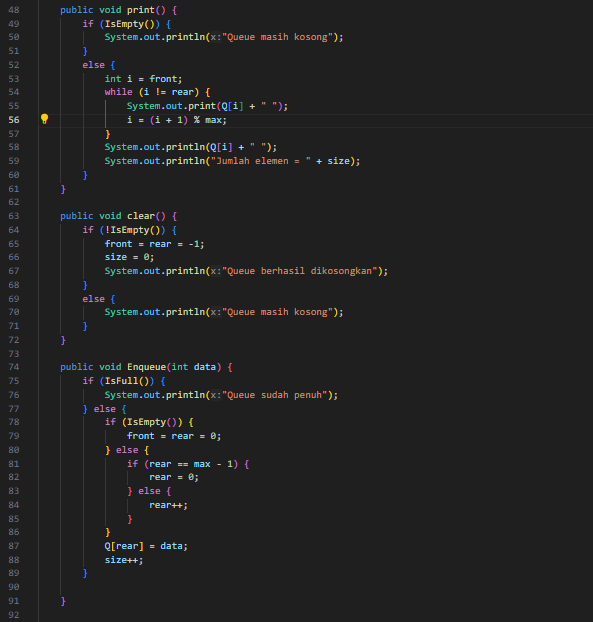 48 public void print() {
49 if (IsEmpty()) {
50 System.out.println(x:"Queue masih kosong");
51 }
52 else {
53 int i = front;
54 while (i != rear) {
55 System.out.print(Q[i] + " ");
56 i = (i + 1) % max;
57 }
58 System.out.println(Q[i] + " ");
59 System.out.println("Jumlah elemen = " + size);
60 }
61 }
62
63 public void clear() {
64 if (!IsEmpty()) {
65 front = rear = -1;
66 size = 0;
67 System.out.println(x:"Queue berhasil dikosongkan");
68 }
69 else {
70 System.out.println(x:"Queue masih kosong");
71 }
72 }
73
74 public void Enqueue(int data) {
75 if (IsFull()) {
76 System.out.println(x:"Queue sudah penuh");
77 } else {
78 if (IsEmpty()) {
79 front = rear = 0;
80 } else {
81 if (rear == max - 1) {
82 rear = 0;
83 } else {
84 rear++;
85 }
86 }
87 Q[rear] = data;
88 size++;
89 }
90
91 }
92